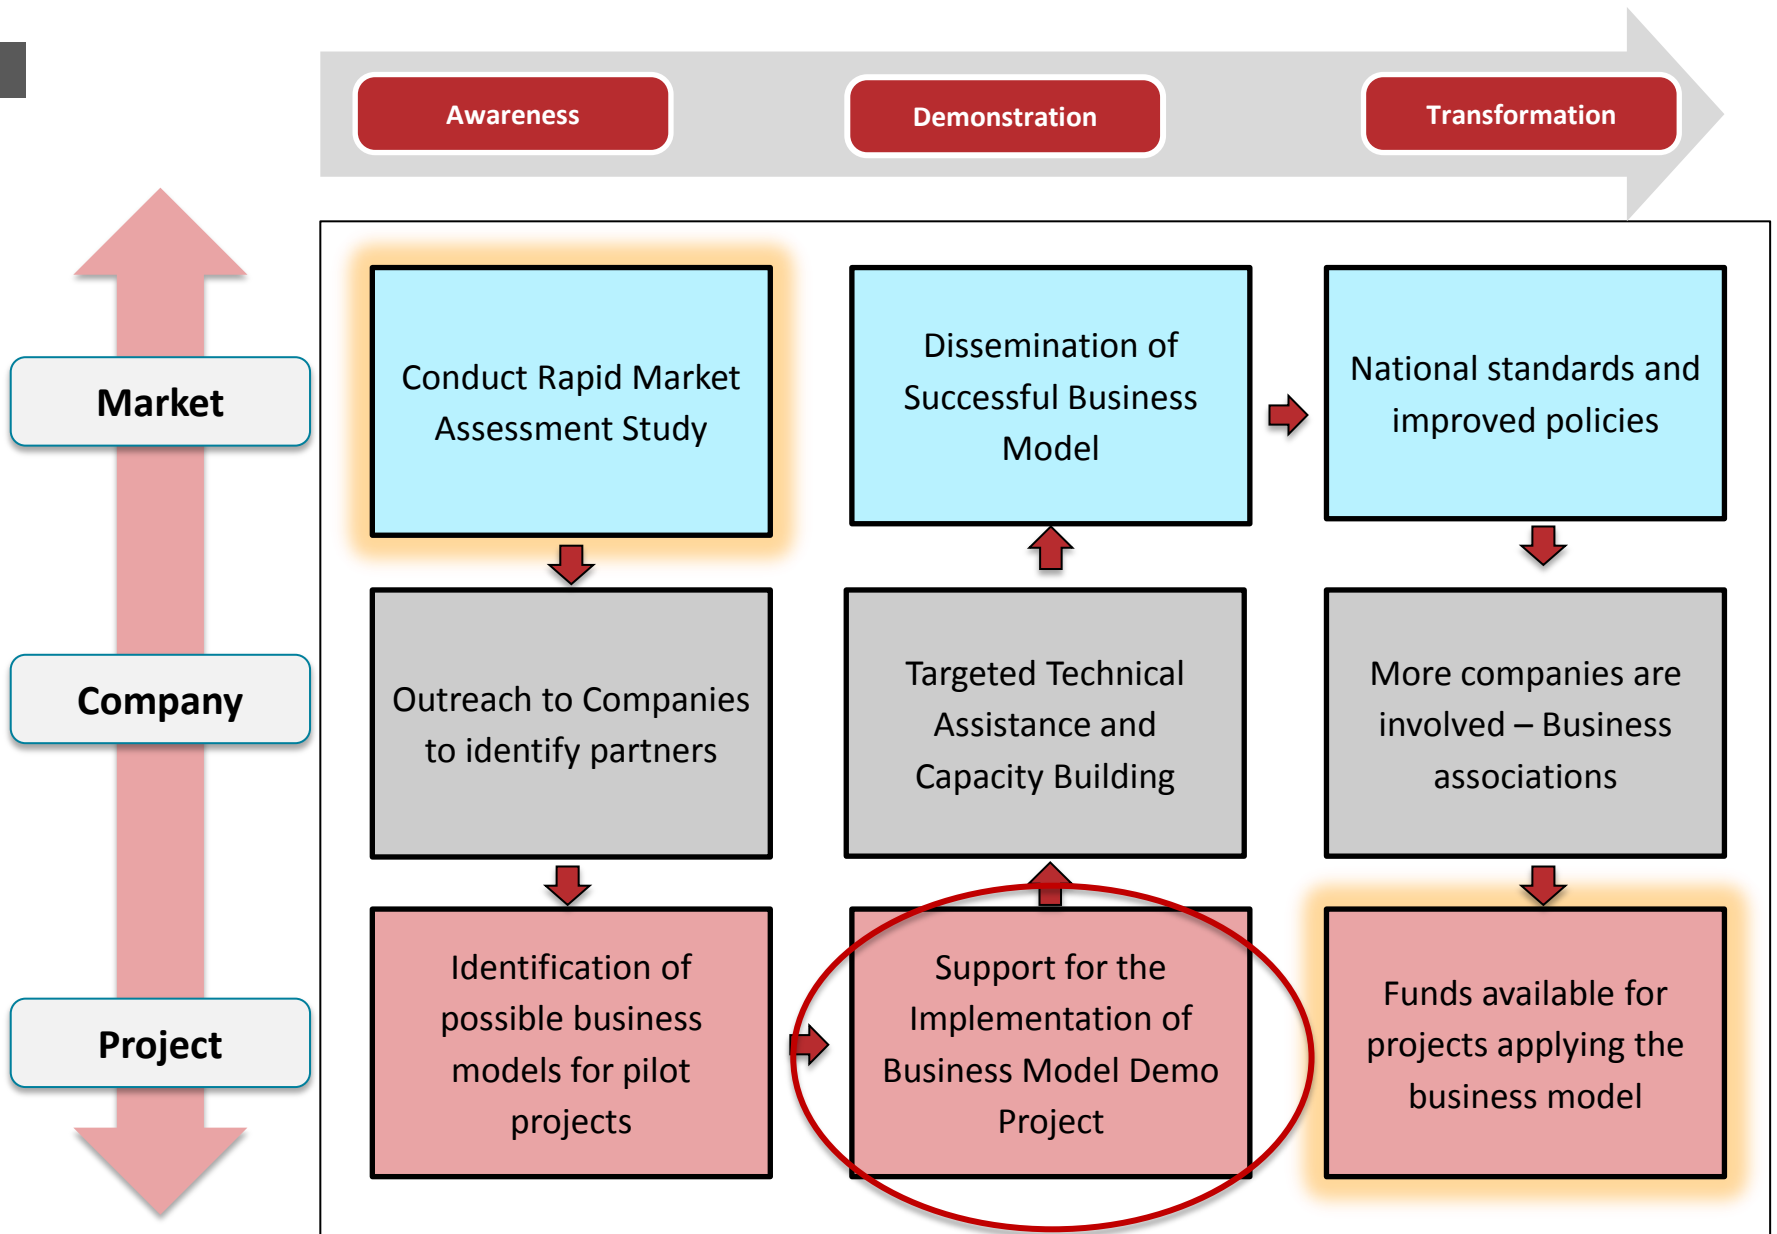 Awareness
Demonstration
Transformation
Market
Conduct Rapid Market
Assessment Study
Dissemination of
Successful Business
Model
National standards and
improved policies
Company
Outreach to Companies
to identify partners
Targeted Technical
Assistance and
Capacity Building
More companies are
involved – Business
associations
Project
Identification of
possible business
models for pilot
projects
Support for the
Implementation of
Business Model Demo
Project
Funds available for
projects applying the
business model